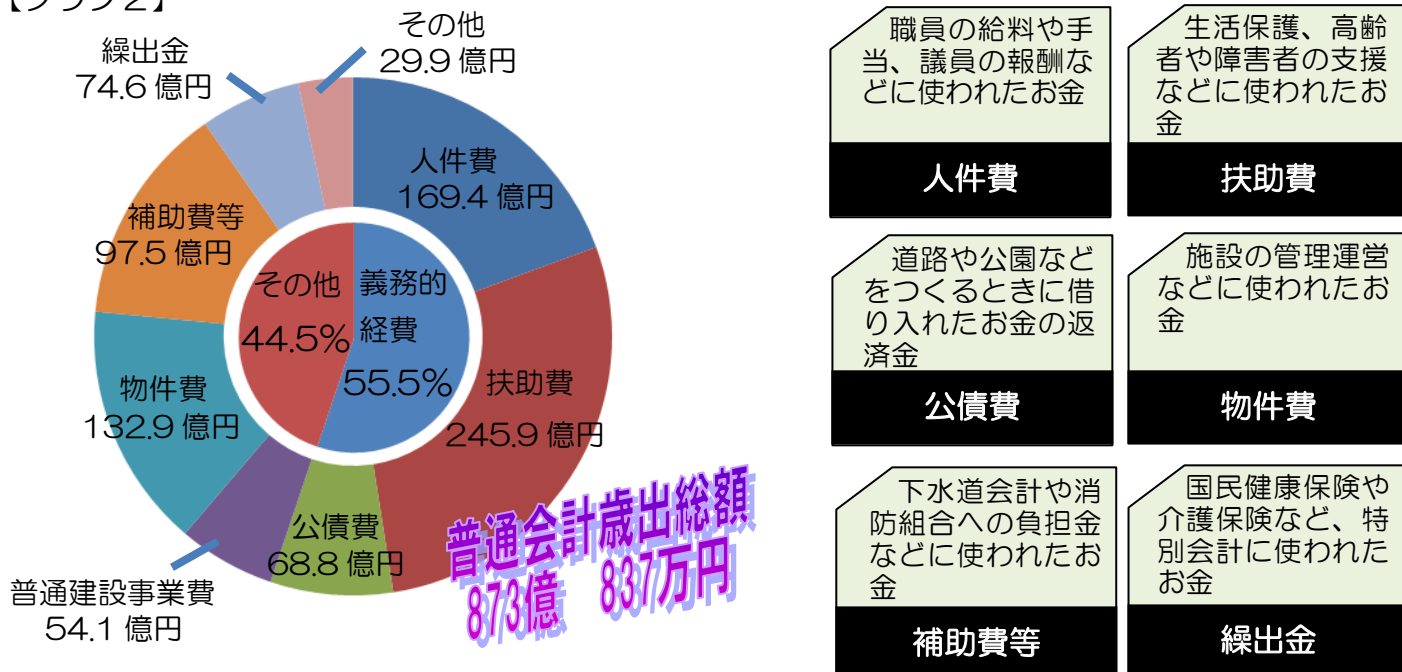 【グラフ2】
その他
29.9 億円
繰出金
74.6 億円
人件費
169.4 億円
補助費等
97.5 億円
その他
44.5%
義務的
経費
55.5%
扶助費
245.9 億円
物件費
132.9 億円
公債費
68.8 億円
普通建設事業費
54.1 億円
普通会計歳出総額
873億 837万円
職員の給料や手
当、議員の報酬な
どに使われたお金
人件費
生活保護、高齢
者や障害者の支援
などに使われたお
金
扶助費
道路や公園など
をつくるときに借
り入れたお金の返
済金
公債費
施設の管理運営
などに使われたお
金
物件費
下水道会計や消
防組合への負担金
などに使われたお
金
補助費等
国民健康保険や
介護保険など、特
別会計に使われた
お金
繰出金